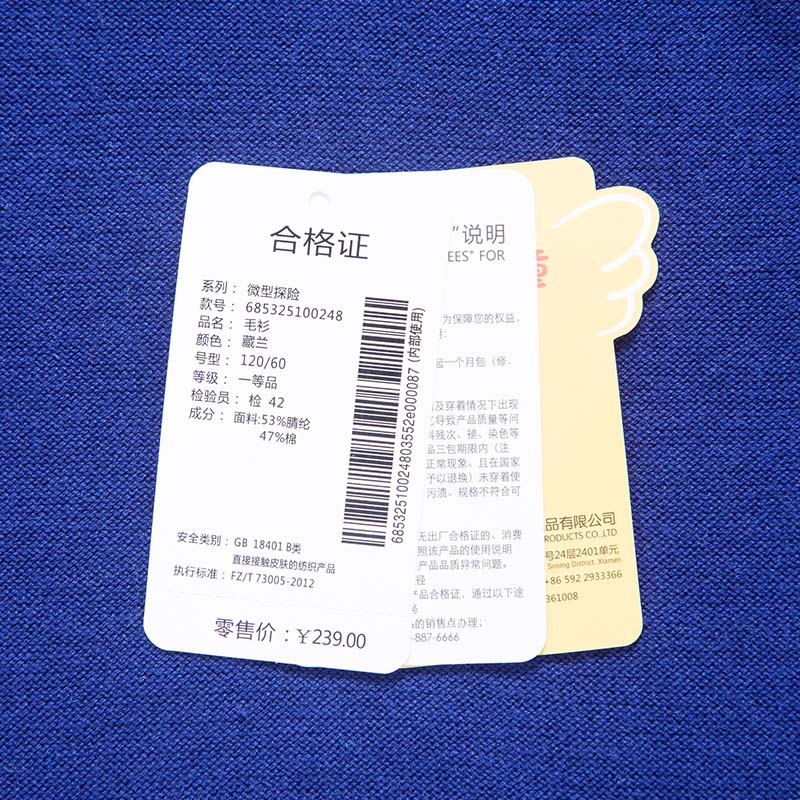 合格证
系列： 微型探险
款号： 685325100248
品名： 毛衫
颜色： 藏兰
号型： 120/60
等级： 一等品
检验员： 检 42
成分： 面料:53%腈纶
47%棉
68532510024803552e000087 (内部使用)
安全类别： GB 18401 B类
直接接触皮肤的纺织产品
执行标准： FZ/T 73005-2012
零售价：￥239.00
"说明
EES" FOR
为保障您的权益、
明：
起一个月包（修、
及穿着情况下出现
导致产品质量等问
料残次、褪、染色等
品三包期限内（注
正常现象、且在国家
予以退换）未穿着使
污渍、规格不符合可
无出厂合格证的、消费
照该产品的使用说明
产品品质异常问题。
径
产品合格证，通过以下途
务
的销售点办理；
-887-6666
品有限公司
RODUCTS CO.,LTD
号24层2401单元
Siming District, Xiamen
+86 592 2933366
361008